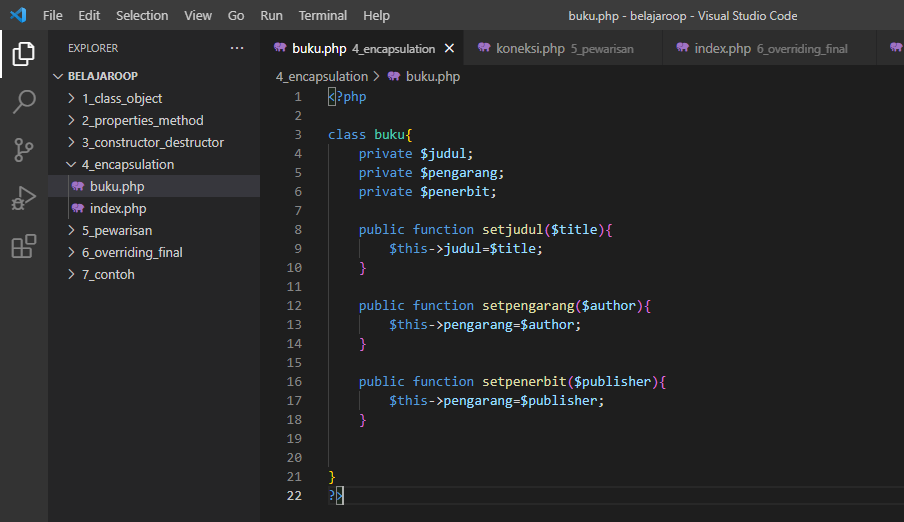 File Edit Selection View Go Run Terminal Help buku.php - belajaroop - Visual Studio Code
EXPLORER ···
buku.php 4_encapsulation × koneksi.php 5_pewarisan index.php 6_overriding_final
BELAJAROOP
4_encapsulation > buku.php
1_class_object
2_properties_method
3_constructor_destructor
4_encapsulation
buku.php
index.php
5_pewarisan
6_overriding_final
7_contoh
1 <?php
2
3 class buku{
4 private $judul;
5 private $pengarang;
6 private $penerbit;
7
8 public function setjudul($title){
9 $this->judul=$title;
10 }
11
12 public function setpengarang($author){
13 $this->pengarang=$author;
14 }
15
16 public function setpenerbit($publisher){
17 $this->pengarang=$publisher;
18 }
19
20
21 }
22 ?>